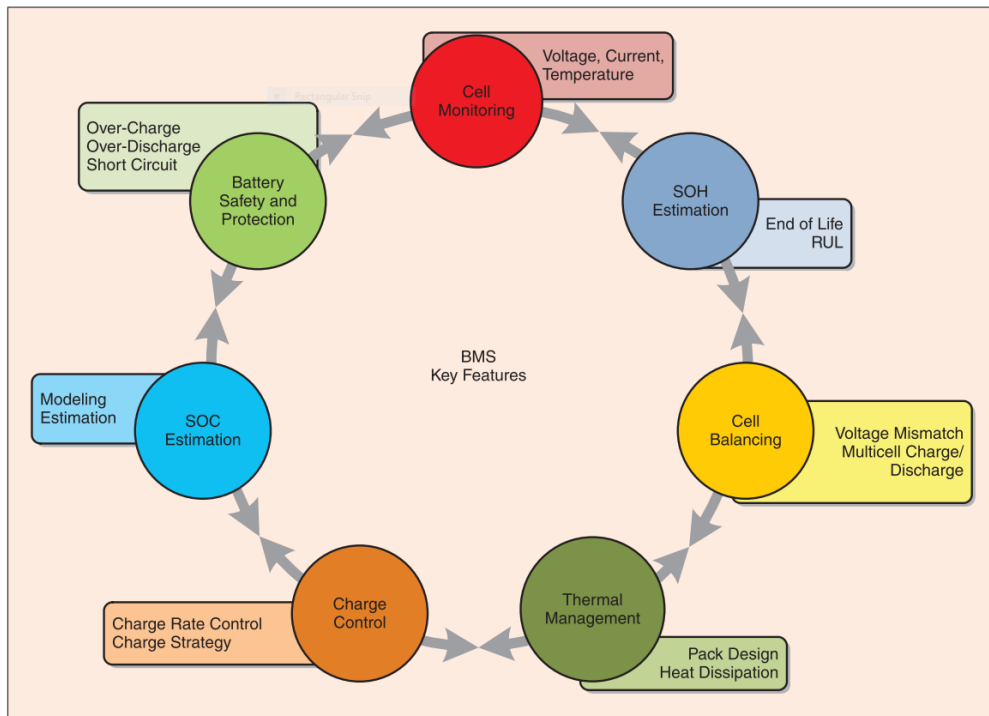 Voltage, Current,
Temperature
Cell
Monitoring
Rectangular Snip
Over-Charge
Over-Discharge
Short Circuit
Battery
Safety and
Protection
SOH
Estimation
End of Life
RUL
BMS
Key Features
Modeling
Estimation
SOC
Estimation
Cell
Balancing
Voltage Mismatch
Multicell Charge/
Discharge
Charge
Control
Charge Rate Control
Charge Strategy
Thermal
Management
Pack Design
Heat Dissipation